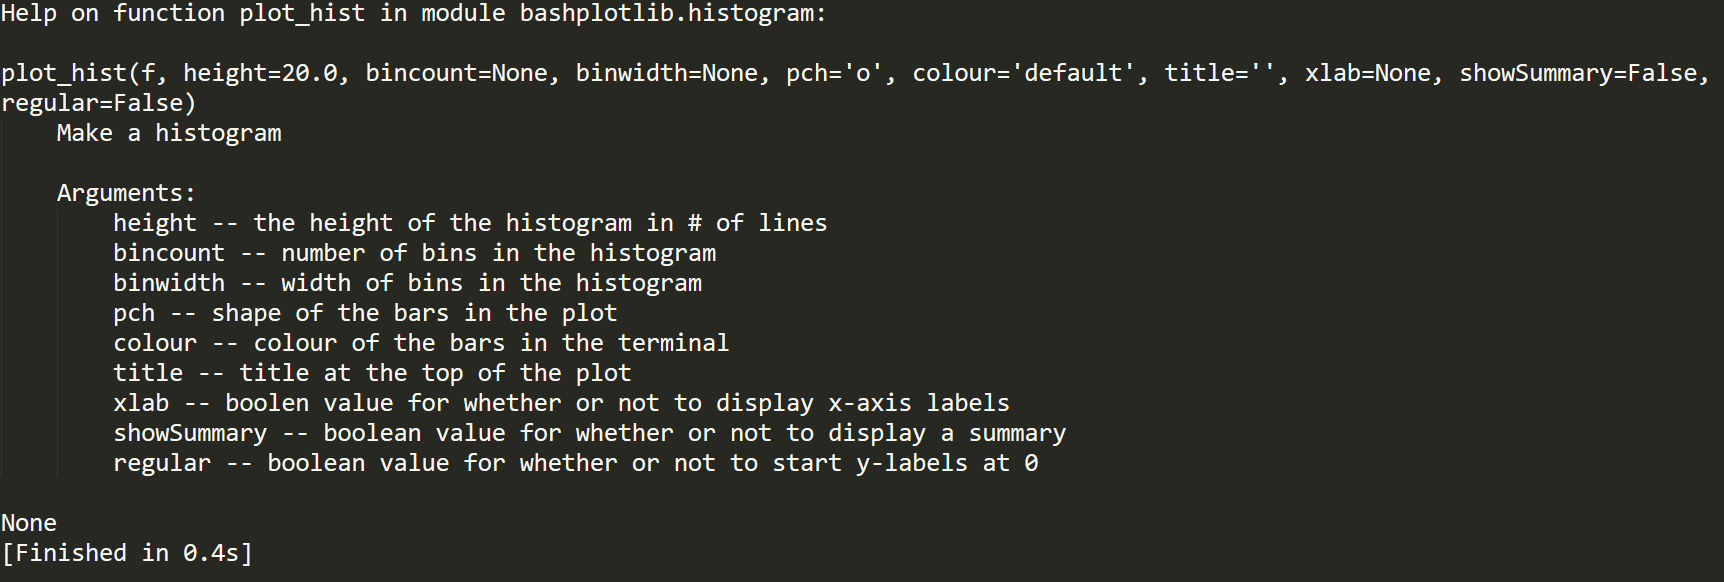 Help on function plot_hist in module bashplotlib.histogram:
plot_hist(f, height=20.0, bincount=None, binwidth=None, pch='o', colour='default', title='', xlab=None, showSummary=False,
regular=False)
Make a histogram
Arguments:
height -- the height of the histogram in # of lines
bincount -- number of bins in the histogram
binwidth -- width of bins in the histogram
pch -- shape of the bars in the plot
colour -- colour of the bars in the terminal
title -- title at the top of the plot
xlab -- boolen value for whether or not to display x-axis labels
showSummary -- boolean value for whether or not to display a summary
regular -- boolean value for whether or not to start y-labels at 0
None
[Finished in 0.4s]